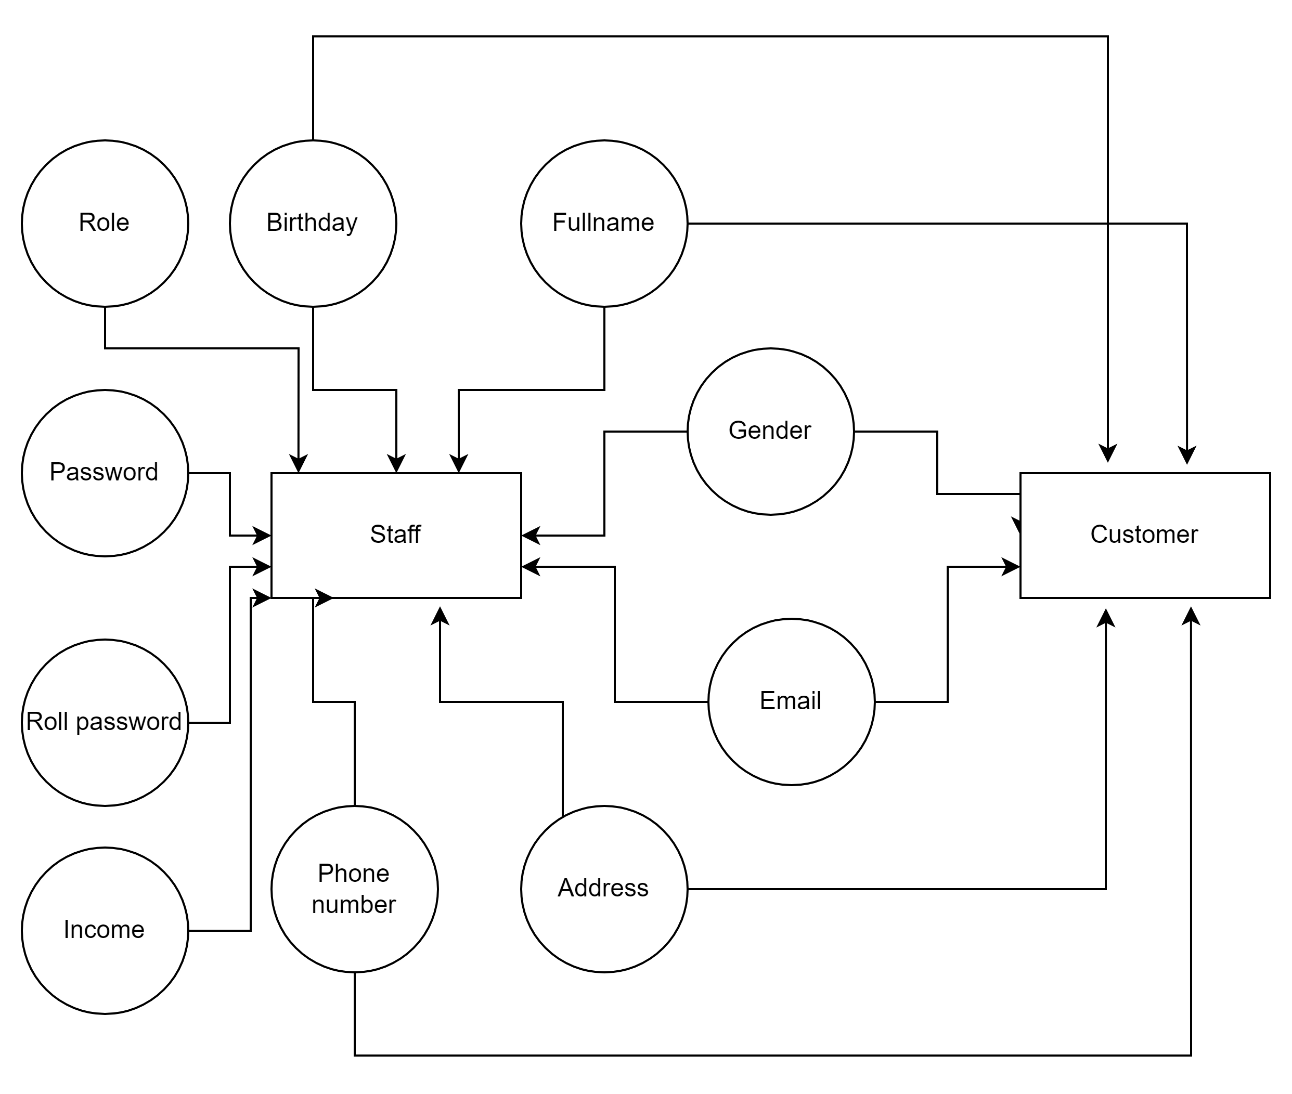 Role
Birthday
Fullname
Gender
Password
Staff
Customer
Email
Roll password
Phone
number
Address
Income